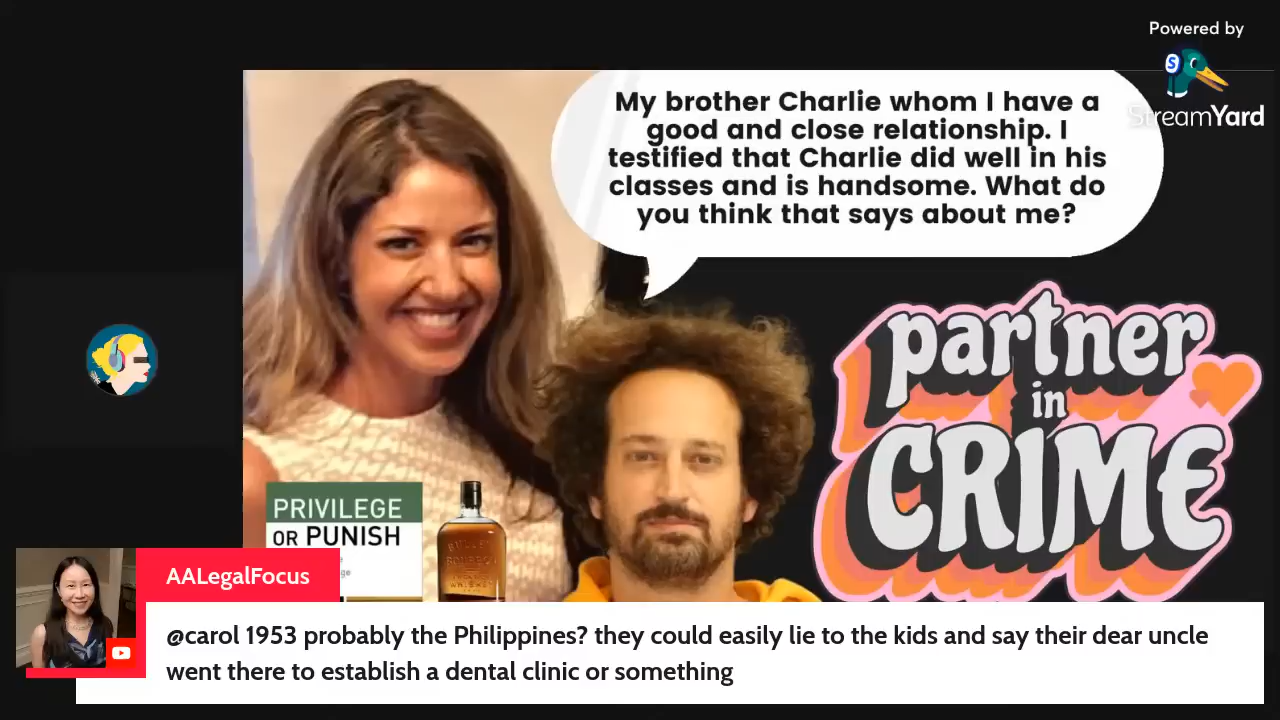 Powered by
StreamYard
My brother Charlie whom I have a
good and close relationship. I
testified that Charlie did well in his
classes and is handsome. What do
you think that says about me?
partner
in
CRIME
PRIVILEGE
OR PUNISH
BULLEIT
BOURBON
WHISKEY
AALegalFocus
@carol 1953 probably the Philippines? they could easily lie to the kids and say their dear uncle
went there to establish a dental clinic or something